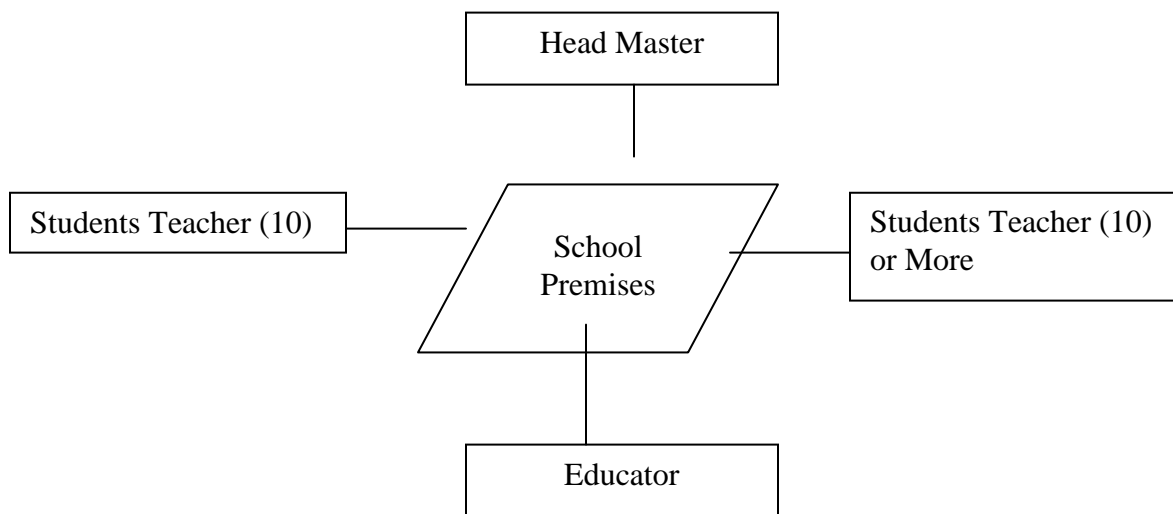 Head Master
Students Teacher (10)
School
Premises
Students Teacher (10)
or More
Educator